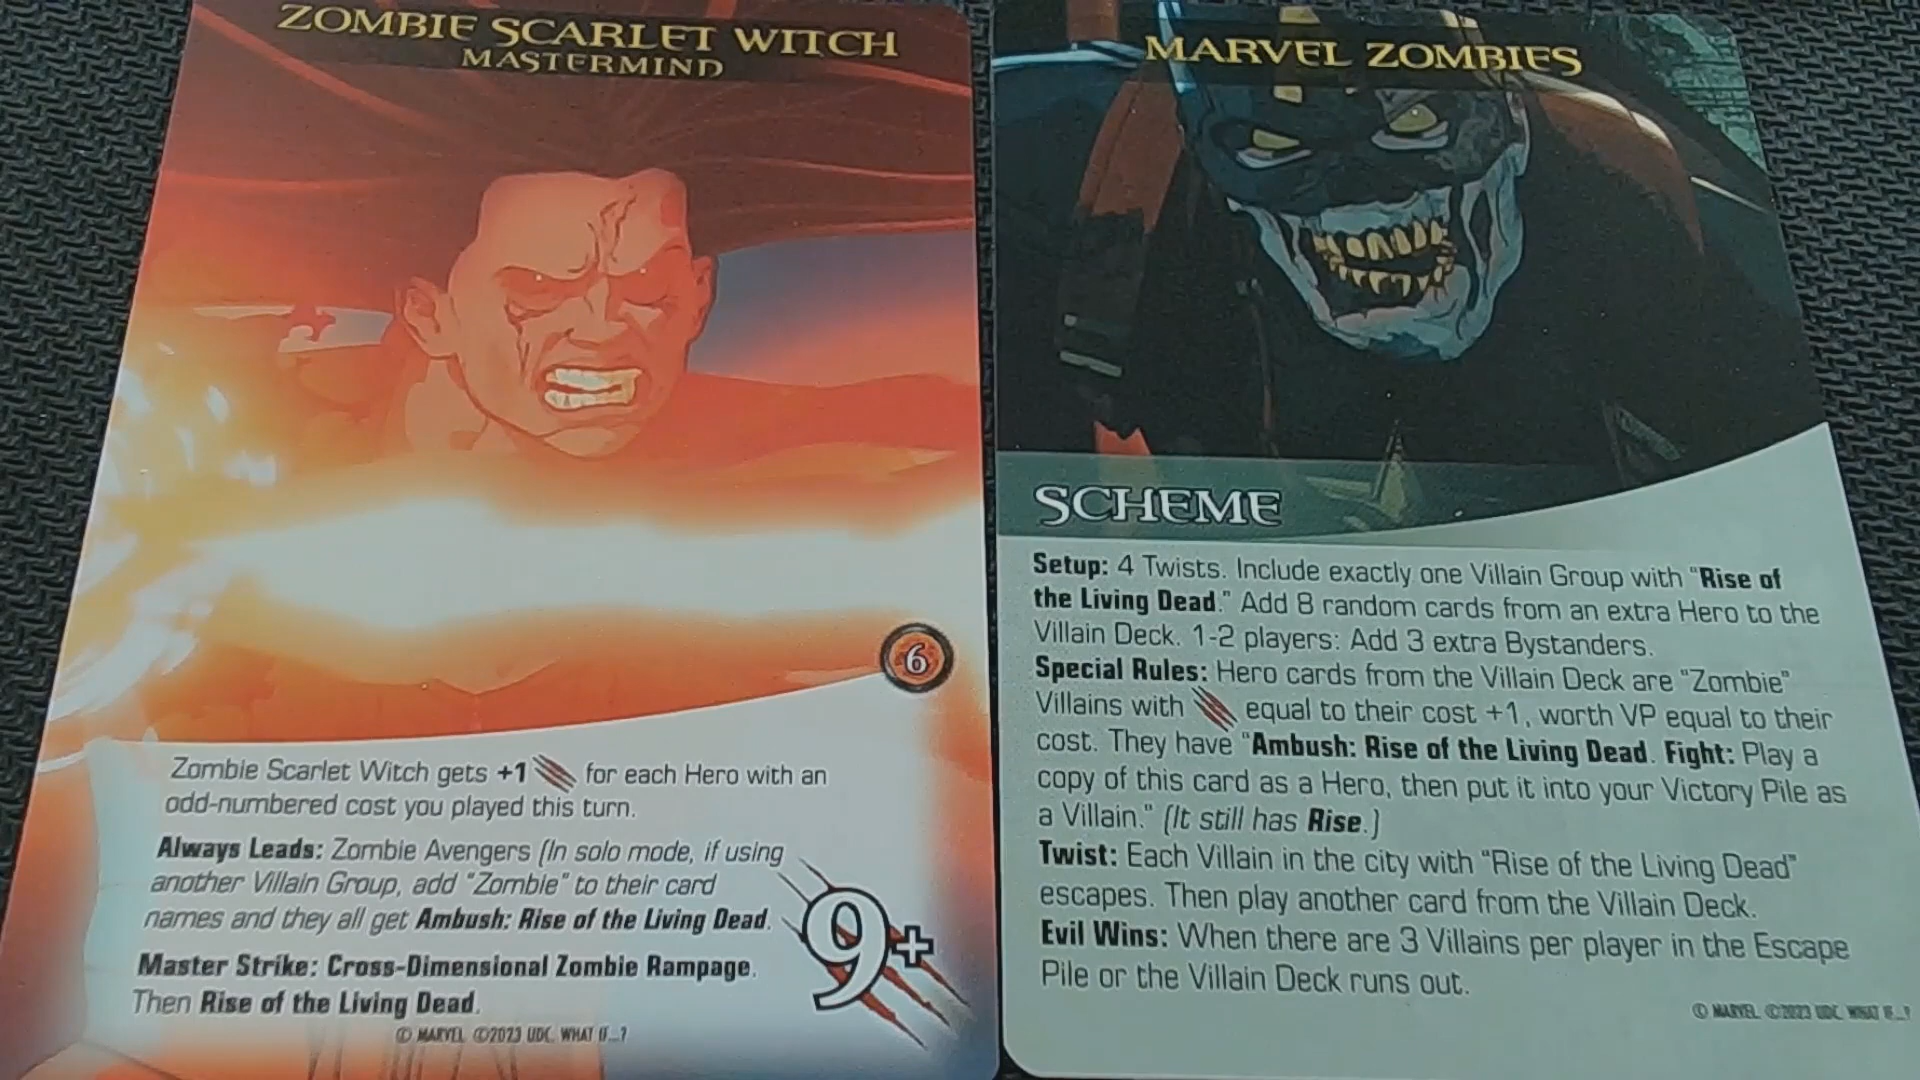 ZOMBIE SCARLET WITCH
MASTERMIND
6
Zombie Scarlet Witch gets +1 for each Hero with an
odd-numbered cost you played this turn.
Always Leads: Zombie Avengers (In solo mode, if using
another Villain Group, add "Zombie" to their card
names and they all get Ambush: Rise of the Living Dead.
9+
Master Strike: Cross-Dimensional Zombie Rampage.
Then Rise of the Living Dead.
© MARVEL ©2023 UDC. WHAT IF...?
MARVEL ZOMBIES
SCHEME
Setup: 4 Twists. Include exactly one Villain Group with "Rise of
the Living Dead." Add 8 random cards from an extra Hero to the
Villain Deck. 1-2 players: Add 3 extra Bystanders.
Special Rules: Hero cards from the Villain Deck are "Zombie"
Villains with equal to their cost +1, worth VP equal to their
cost. They have "Ambush: Rise of the Living Dead. Fight: Play a
copy of this card as a Hero, then put it into your Victory Pile as
a Villain." (It still has Rise.)
Twist: Each Villain in the city with "Rise of the Living Dead"
escapes. Then play another card from the Villain Deck.
Evil Wins: When there are 3 Villains per player in the Escape
Pile or the Villain Deck runs out.
© MARVEL ©2023 UDC. WHAT IF...?